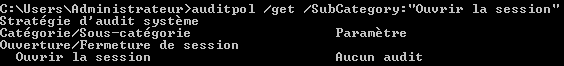 C:\Users\Administrateur>auditpol /get /SubCategory:"Ouvrir la session"
Stratégie d'audit système
Catégorie/Sous-catégorie Paramètre
Ouverture/Fermeture de session
Ouvrir la session Aucun audit